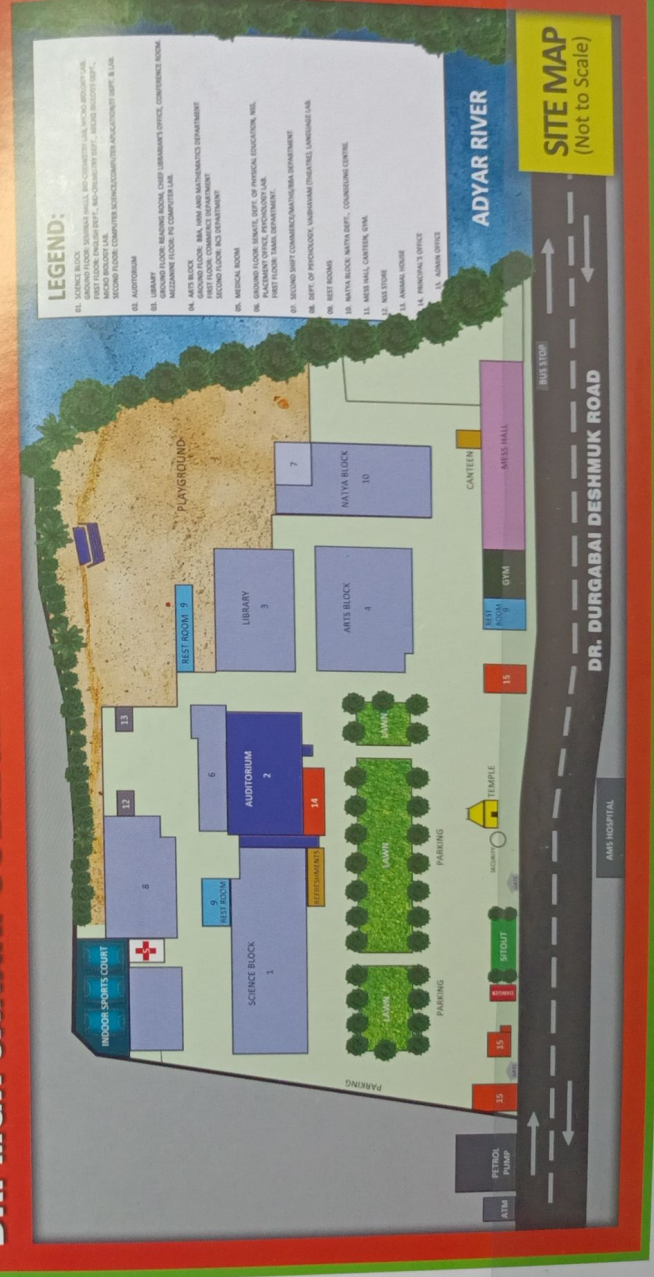 LEGEND:
01. SCIENCE BLOCK
GROUND FLOOR: SEMINAR HALL, BIO-CHEMISTRY LAB, MICRO BIOLOGY LAB.
FIRST FLOOR: ENGLISH DEPT., BIO-CHEMISTRY DEPT., MICRO BIOLOGY DEPT.,
MICRO BIOLOGY LAB.
SECOND FLOOR: COMPUTER SCIENCE/COMPUTER APLICATION/IT DEPT. & LAB
02. AUDITORIUM
03. LIBRARY
GROUND FLOOR: READING ROOM, CHIEF LIBRARIAN'S OFFICE, CONFERENCE ROOM.
MEZZANINE FLOOR: PG COMPUTER LAB.
04. ARTS BLOCK
GROUND FLOOR: BBA, HRM AND MATHEMATICS DEPARTMENT
FIRST FLOOR: COMMERCE DEPARTMENT
SECOND FLOOR: BCS DEPARTMENT
05. MEDICAL ROOM
06. GROUND FLOOR: SENATE, DEPT. OF PHYSICAL EDUCATION, NSS,
PLACEMENT OFFICE, PSYCHOLOGY LAB.
FIRST FLOOR: TAMIL DEPARTMENT.
07. SECOND SHIFT COMMERCE/MATHS/BBA DEPARTMENT
08. DEPT. OF PSYCHOLOGY, VAIBHAVAM (THEATRE), LANGUAGE LAB.
09. REST ROOMS
10. NATYA BLOCK: NATYA DEPT., COUNSELING CENTRE.
11. MESS HALL, CANTEEN, GYM.
12. NSS STORE
13. ANIMAL HOUSE
14. PRINCIPAL'S OFFICE
15. ADMIN OFFICE
ADYAR RIVER
SITE MAP
(Not to Scale)
INDOOR SPORTS COURT
5
8
12
13
PLAYGROUND
9
REST ROOM
6
REST ROOM 9
SCIENCE BLOCK
1
AUDITORIUM
2
LIBRARY
3
7
REFRESHMENTS
14
ARTS BLOCK
4
NATYA BLOCK
10
LAWN
LAWN
LAWN
PARKING
PARKING
PARKING
CANTEEN
TEMPLE
SECURITY
15
15
SITOUT
15
REST
ROOM
9
GYM
MESS HALL
BUS STOP
PETROL
PUMP
ATM
DR. DURGABAI DESHMUK ROAD
AMS HOSPITAL